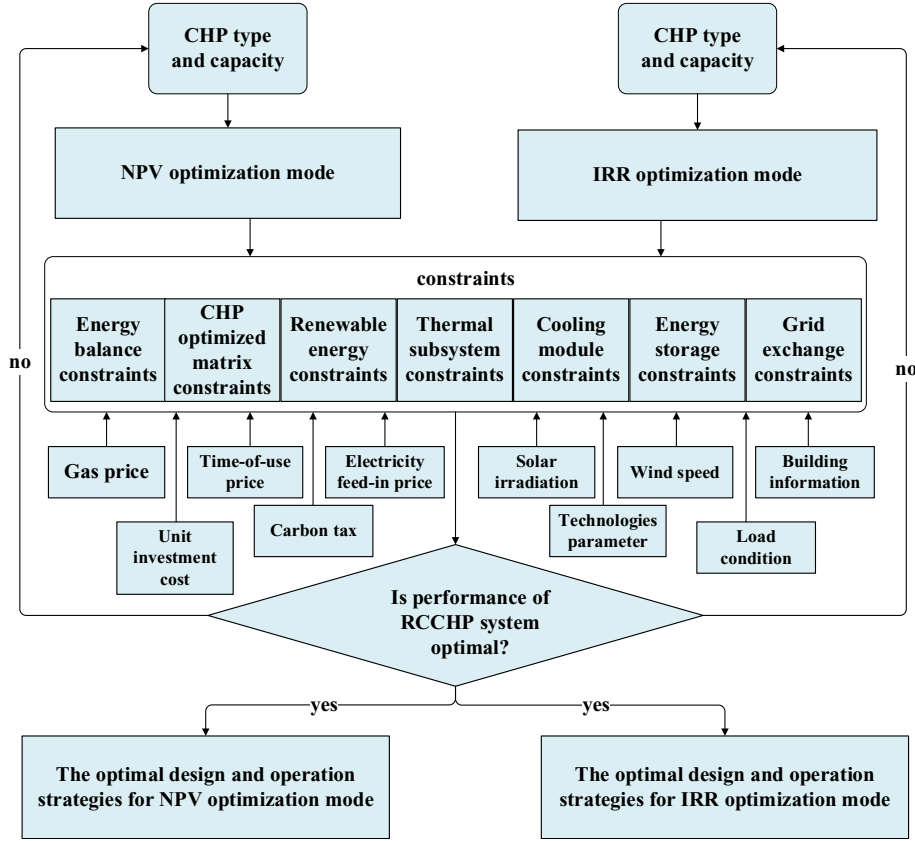 CHP type
and capacity
CHP type
and capacity
NPV optimization mode
IRR optimization mode
constraints
Energy
balance
constraints
CHP
optimized
matrix
constraints
Renewable
energy
constraints
Thermal
subsystem
constraints
Cooling
module
constraints
Energy
storage
constraints
Grid
exchange
constraints
no
no
Gas price
Time-of-use
price
Electricity
feed-in price
Solar
irradiation
Wind speed
Building
information
Unit
investment
cost
Carbon tax
Technologies
parameter
Load
condition
Is performance of
RCCHP system
optimal?
yes
yes
The optimal design and operation
strategies for NPV optimization mode
The optimal design and operation
strategies for IRR optimization mode